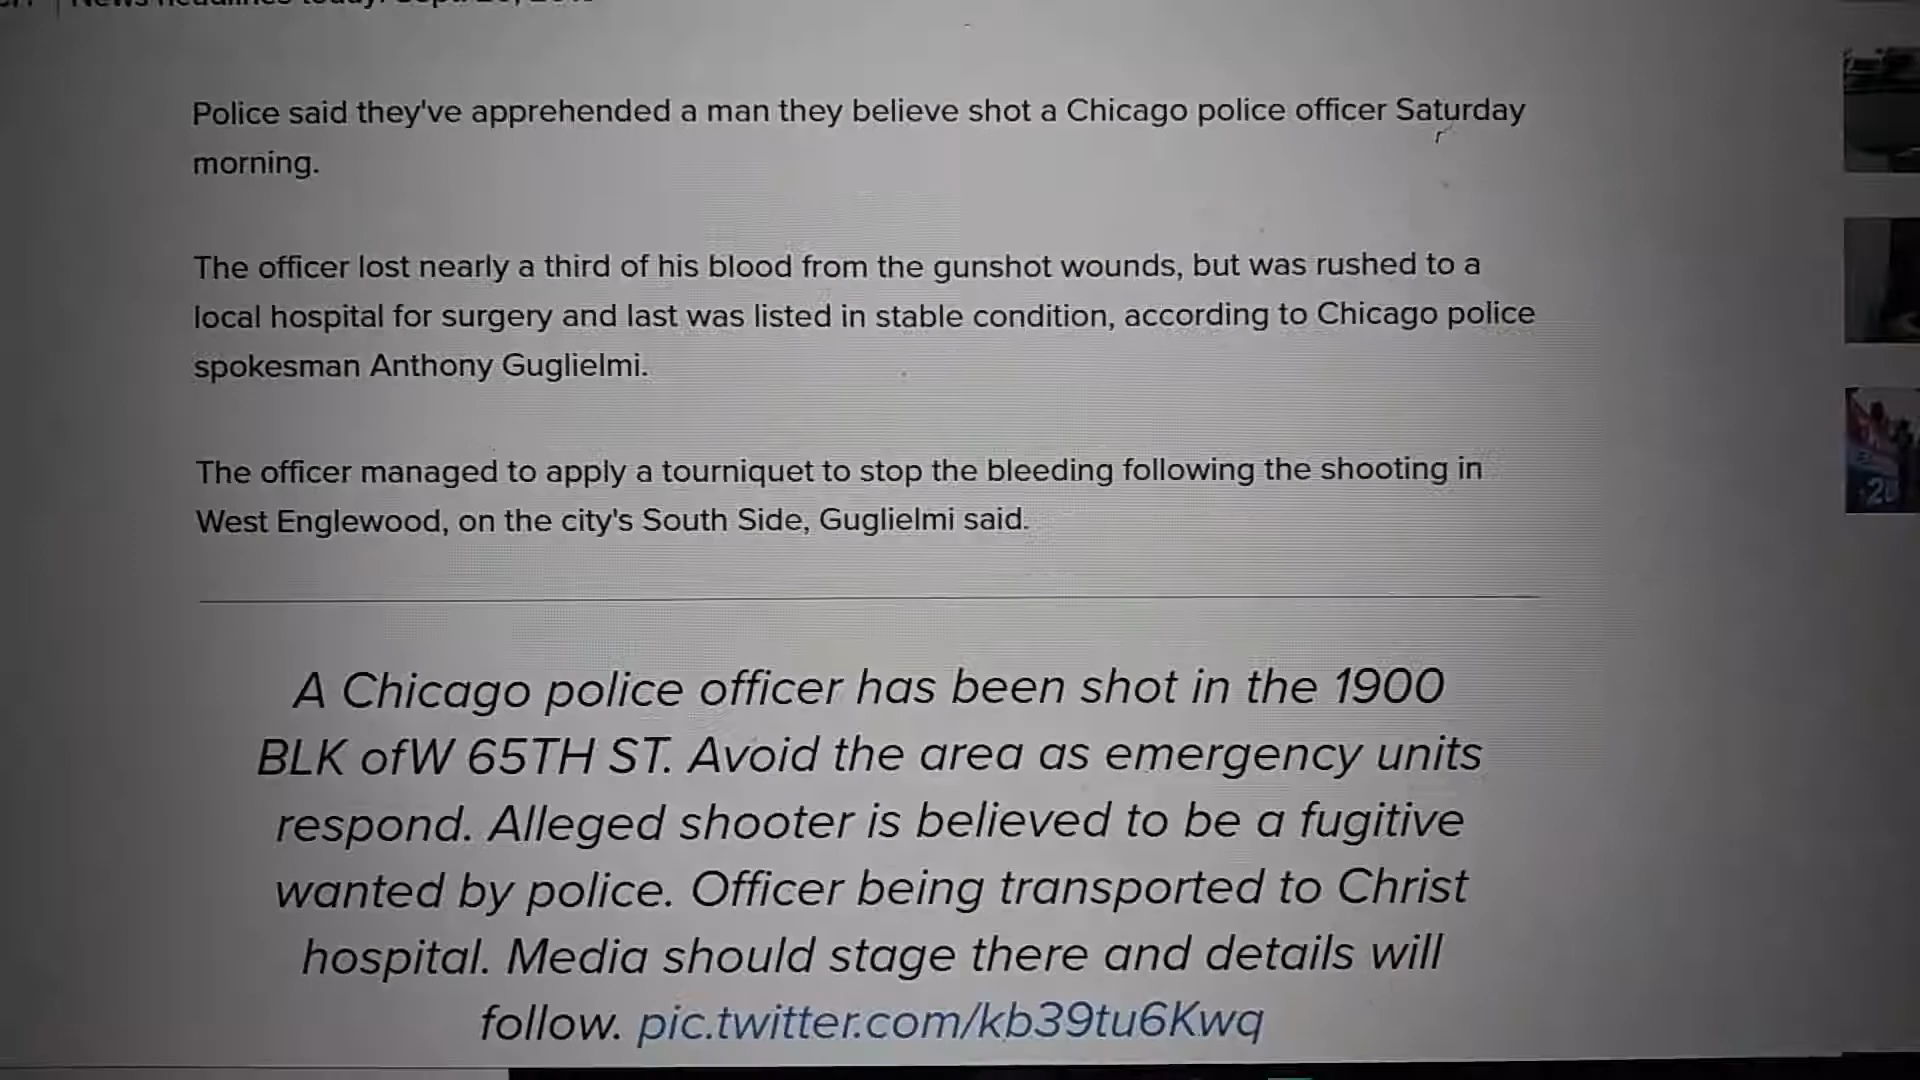 News headlines today: Sept.
Police said they've apprehended a man they believe shot a Chicago police officer Saturday
morning.
The officer lost nearly a third of his blood from the gunshot wounds, but was rushed to a
local hospital for surgery and last was listed in stable condition, according to Chicago police
spokesman Anthony Guglielmi.
The officer managed to apply a tourniquet to stop the bleeding following the shooting in
West Englewood, on the city's South Side, Guglielmi said.
A Chicago police officer has been shot in the 1900
BLK ofW 65TH ST. Avoid the area as emergency units
respond. Alleged shooter is believed to be a fugitive
wanted by police. Officer being transported to Christ
hospital. Media should stage there and details will
follow. pic.twitter.com/kb39tu6Kwq